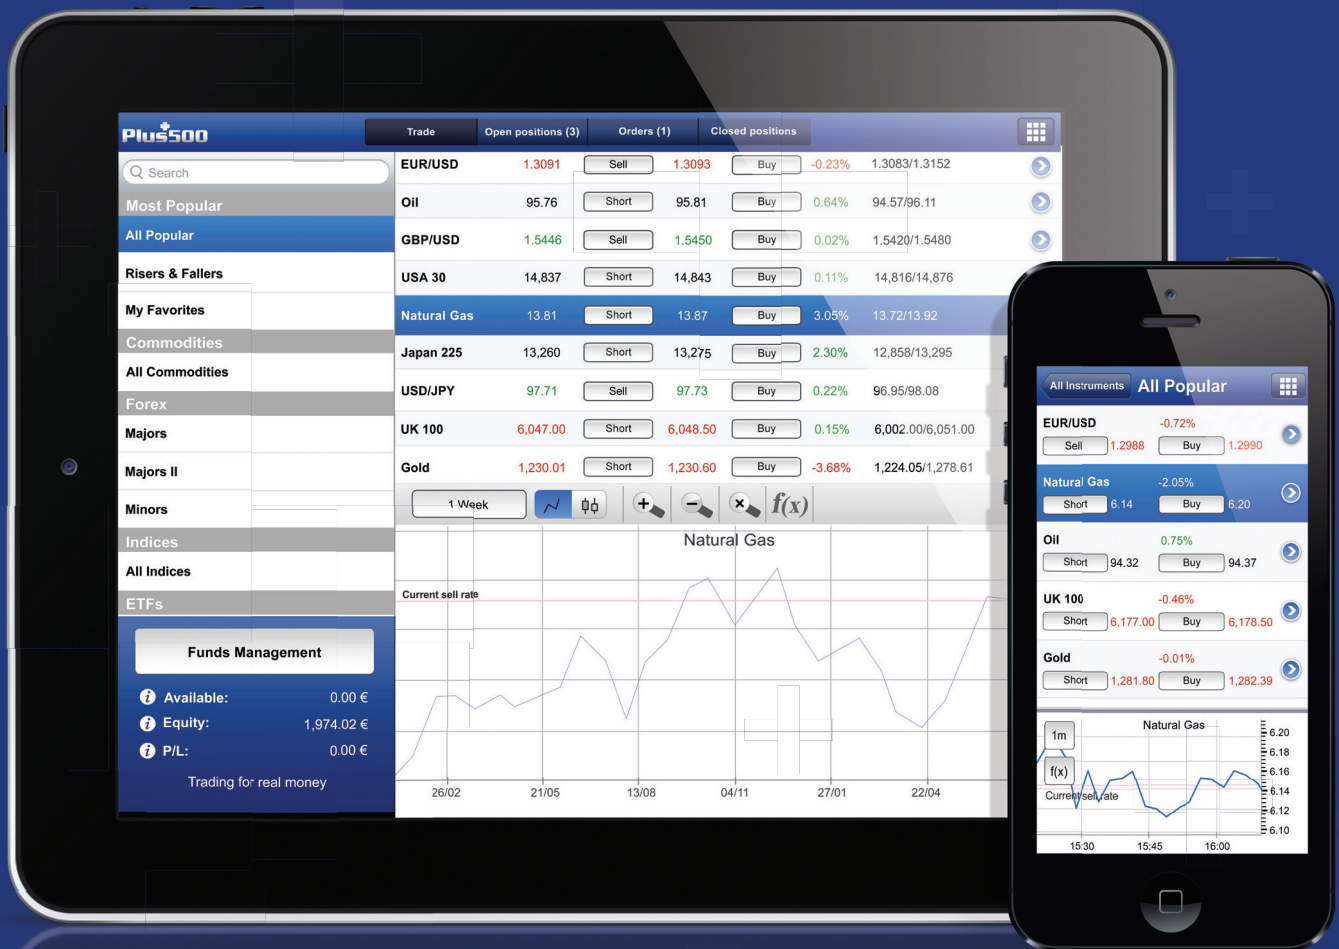 Plus500
Trade Open positions (3) Orders (1) Closed positions
Search
Most Popular
All Popular
Risers & Fallers
My Favorites
Commodities
All Commodities
Forex
Majors
Majors II
Minors
Indices
All Indices
ETFs
Funds Management
Available: 0.00 €
Equity: 1,974.02 €
P/L: 0.00 €
Trading for real money
EUR/USD 1.3091 Sell 1.3093 Buy -0.23% 1.3083/1.3152
Oil 95.76 Short 95.81 Buy 0.64% 94.57/96.11
GBP/USD 1.5446 Sell 1.5450 Buy 0.02% 1.5420/1.5480
USA 30 14,837 Short 14,843 Buy 0.11% 14,816/14,876
Natural Gas 13.81 Short 13.87 Buy 3.05% 13.72/13.92
Japan 225 13,260 Short 13,275 Buy 2.30% 12,858/13,295
USD/JPY 97.71 Sell 97.73 Buy 0.22% 96.95/98.08
UK 100 6,047.00 Short 6,048.50 Buy 0.15% 6,002.00/6,051.00
Gold 1,230.01 Short 1,230.60 Buy -3.68% 1,224.05/1,278.61
1 Week f(x)
Natural Gas
Current sell rate
26/02 21/05 13/08 04/11 27/01 22/04
All Instruments All Popular
EUR/USD -0.72%
Sell 1.2988 Buy 1.2990
Natural Gas -2.05%
Short 6.14 Buy 6.20
Oil 0.75%
Short 94.32 Buy 94.37
UK 100 -0.46%
Short 6,177.00 Buy 6,178.50
Gold -0.01%
Short 1,281.80 Buy 1,282.39
Natural Gas
1m
f(x)
Current sell rate
6.20
6.18
6.16
6.14
6.12
6.10
15:30 15:45 16:00